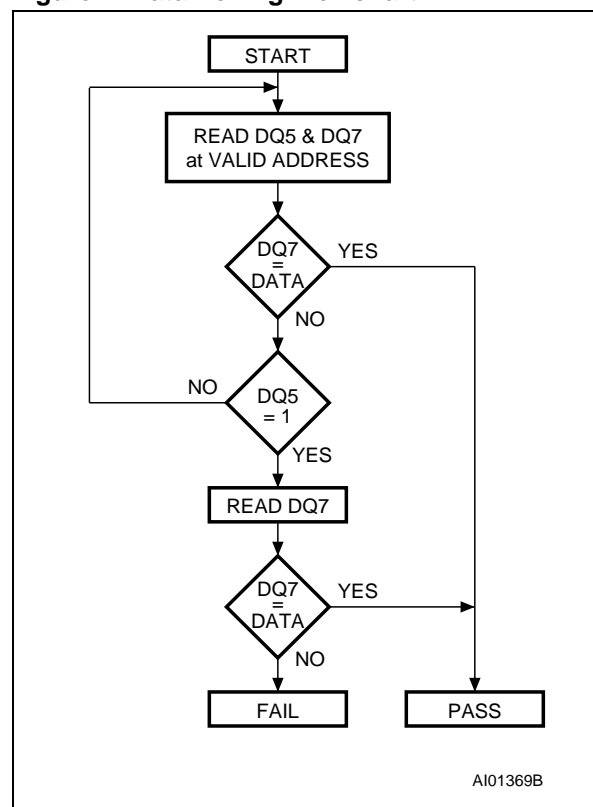 START
READ DQ5 & DQ7
at VALID ADDRESS
DQ7
=
DATA
YES
NO
DQ5
= 1
NO
YES
READ DQ7
DQ7
=
DATA
YES
NO
FAIL
PASS
AI01369B